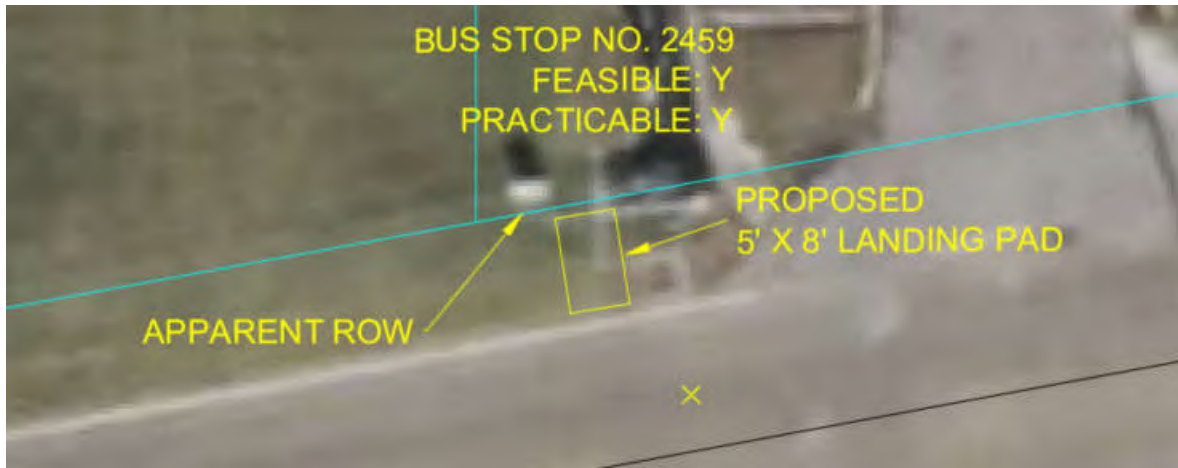 BUS STOP NO. 2459
FEASIBLE: Y
PRACTICABLE: Y
PROPOSED
5' X 8' LANDING PAD
APPARENT ROW